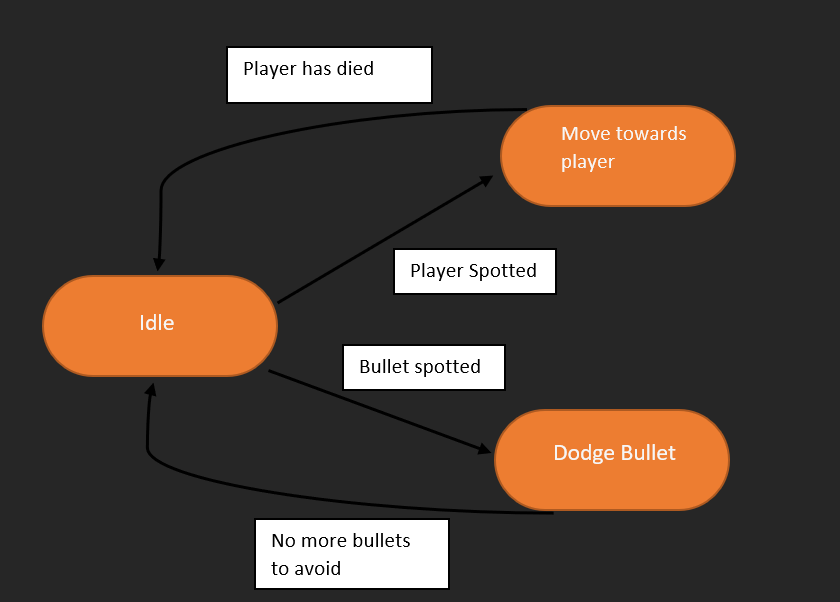 Player has died
Move towards
player
Player Spotted
Idle
Bullet spotted
Dodge Bullet
No more bullets
to avoid